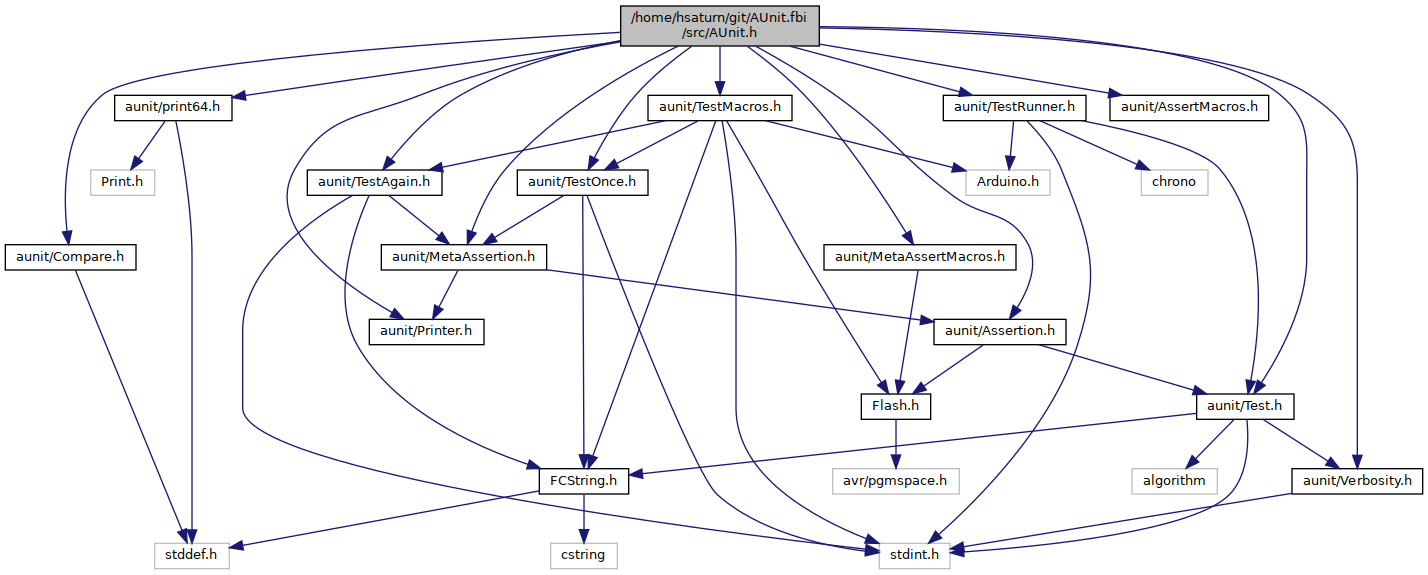 /home/hsaturn/git/AUnit.fbi
/src/AUnit.h
aunit/print64.h
aunit/TestMacros.h
aunit/TestRunner.h
aunit/AssertMacros.h
Print.h
aunit/TestAgain.h
aunit/TestOnce.h
Arduino.h
chrono
aunit/Compare.h
aunit/MetaAssertion.h
aunit/MetaAssertMacros.h
aunit/Printer.h
aunit/Assertion.h
Flash.h
aunit/Test.h
FCString.h
avr/pgmspace.h
algorithm
aunit/Verbosity.h
stddef.h
cstring
stdint.h